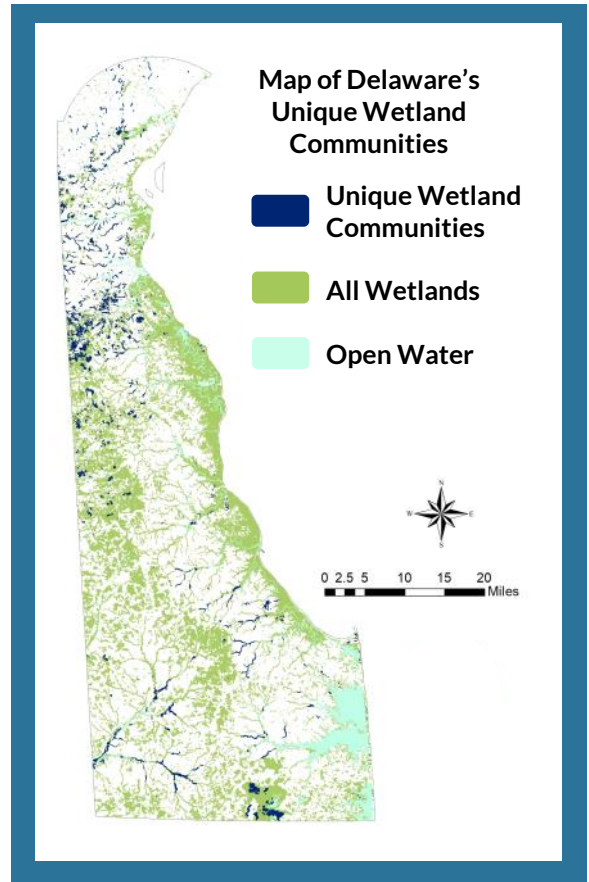 Map of Delaware’s
Unique Wetland
Communities
Unique Wetland
Communities
All Wetlands
Open Water
N
W E
S
0 2.5 5 10 15 20
Miles